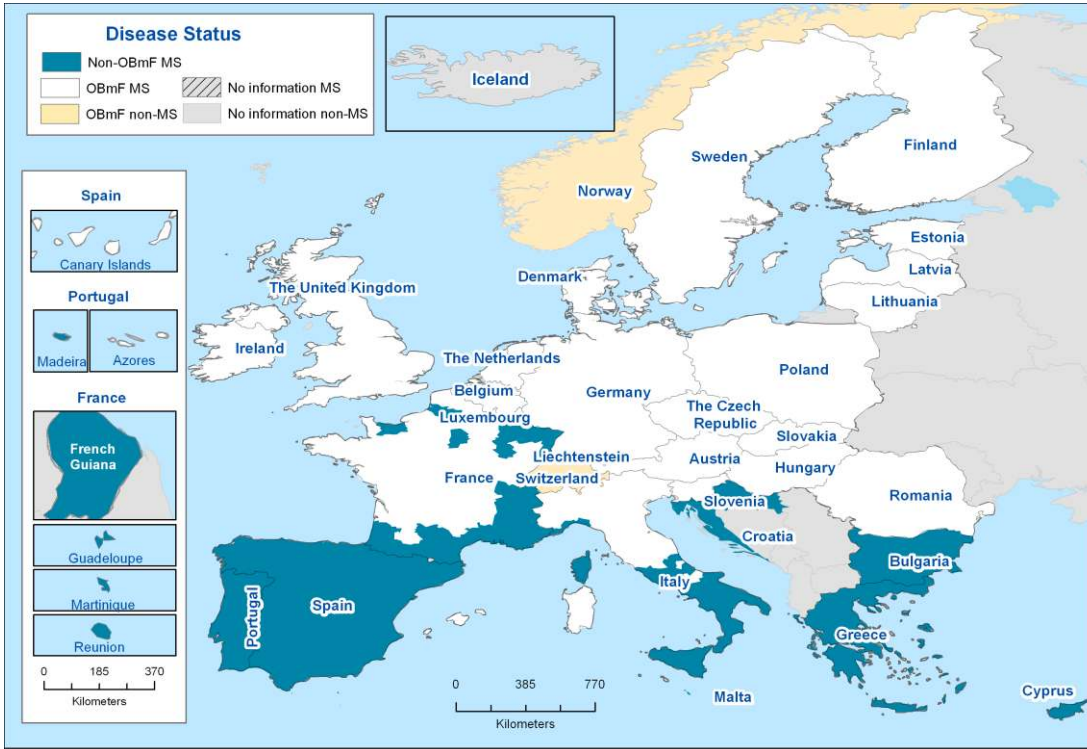 Disease Status
Non-OBmF MS
OBmF MS
No information MS
OBmF non-MS
No information non-MS
Iceland
Spain
Canary Islands
Portugal
Madeira
Azores
France
French
Guiana
Guadeloupe
Martinique
Reunion
0 185 370
Kilometers
Finland
Sweden
Norway
Estonia
Latvia
Lithuania
Denmark
The United Kingdom
Ireland
The Netherlands
Belgium
Luxembourg
Germany
Poland
The Czech
Republic
Slovakia
Liechtenstein
Austria
Hungary
Switzerland
France
Slovenia
Romania
Croatia
Bulgaria
Italy
Spain
Portugal
Greece
Malta
Cyprus
0 385 770
Kilometers